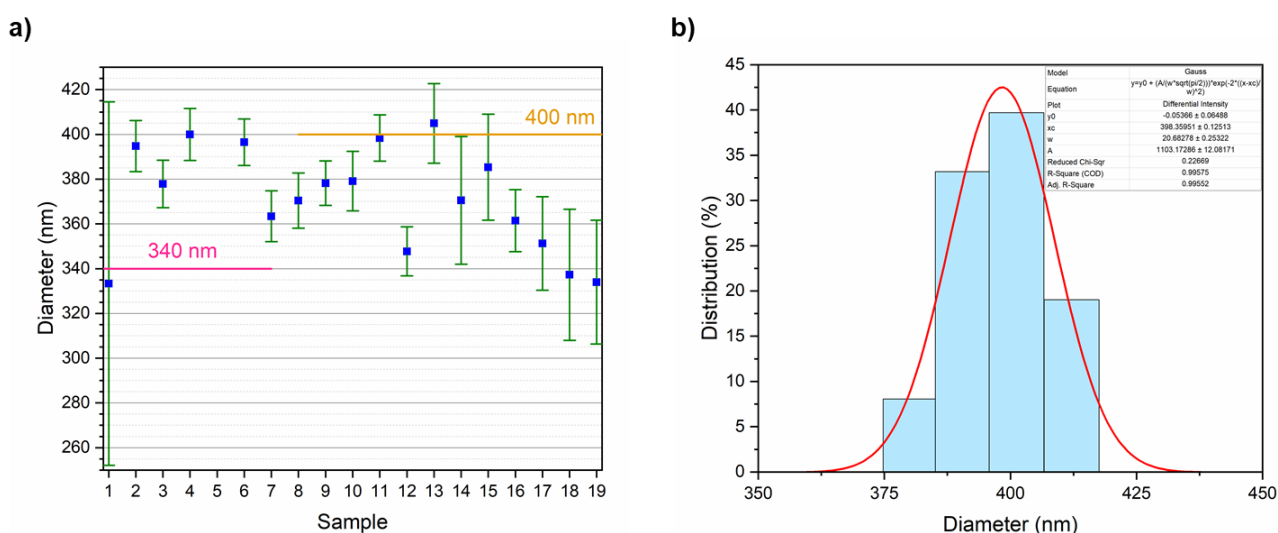 a)
420
400
380
360
340
320
300
280
260
Diameter (nm)
400 nm
340 nm
1 2 3 4 5 6 7 8 9 10 11 12 13 14 15 16 17 18 19
Sample
b)
45
40
35
30
25
20
15
10
5
0
Distribution (%)
Model Gauss
Equation y=y0 + (A/(w*sqrt(pi/2)))*exp(-2*((x-xc)/
w)^2)
Plot Differential Intensity
y0 -0.05366 ± 0.06488
xc 398.35951 ± 0.12513
w 20.68278 ± 0.25322
A 1103.17286 ± 12.08171
Reduced Chi-Sqr 0.22669
R-Square (COD) 0.99575
Adj. R-Square 0.99552
350 375 400 425 450
Diameter (nm)